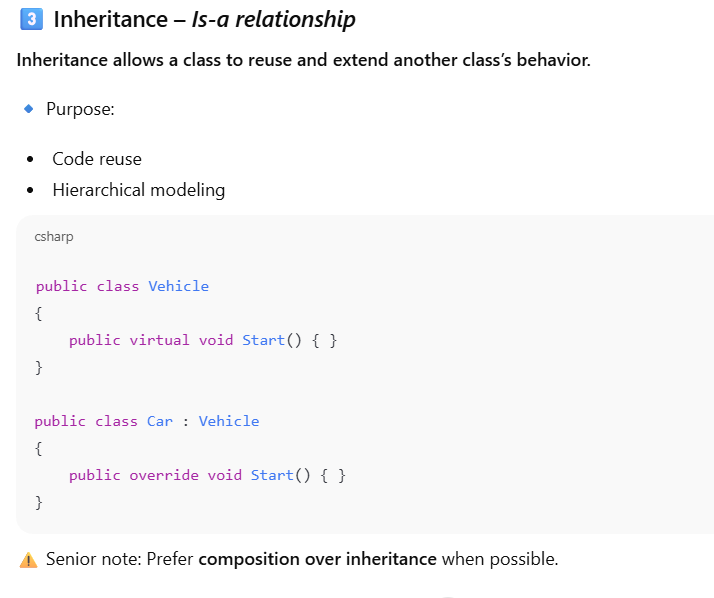 3 Inheritance – Is-a relationship
Inheritance allows a class to reuse and extend another class’s behavior.
Purpose:
Code reuse
Hierarchical modeling
csharp
public class Vehicle
{
    public virtual void Start() { }
}
public class Car : Vehicle
{
    public override void Start() { }
}
Senior note: Prefer composition over inheritance when possible.